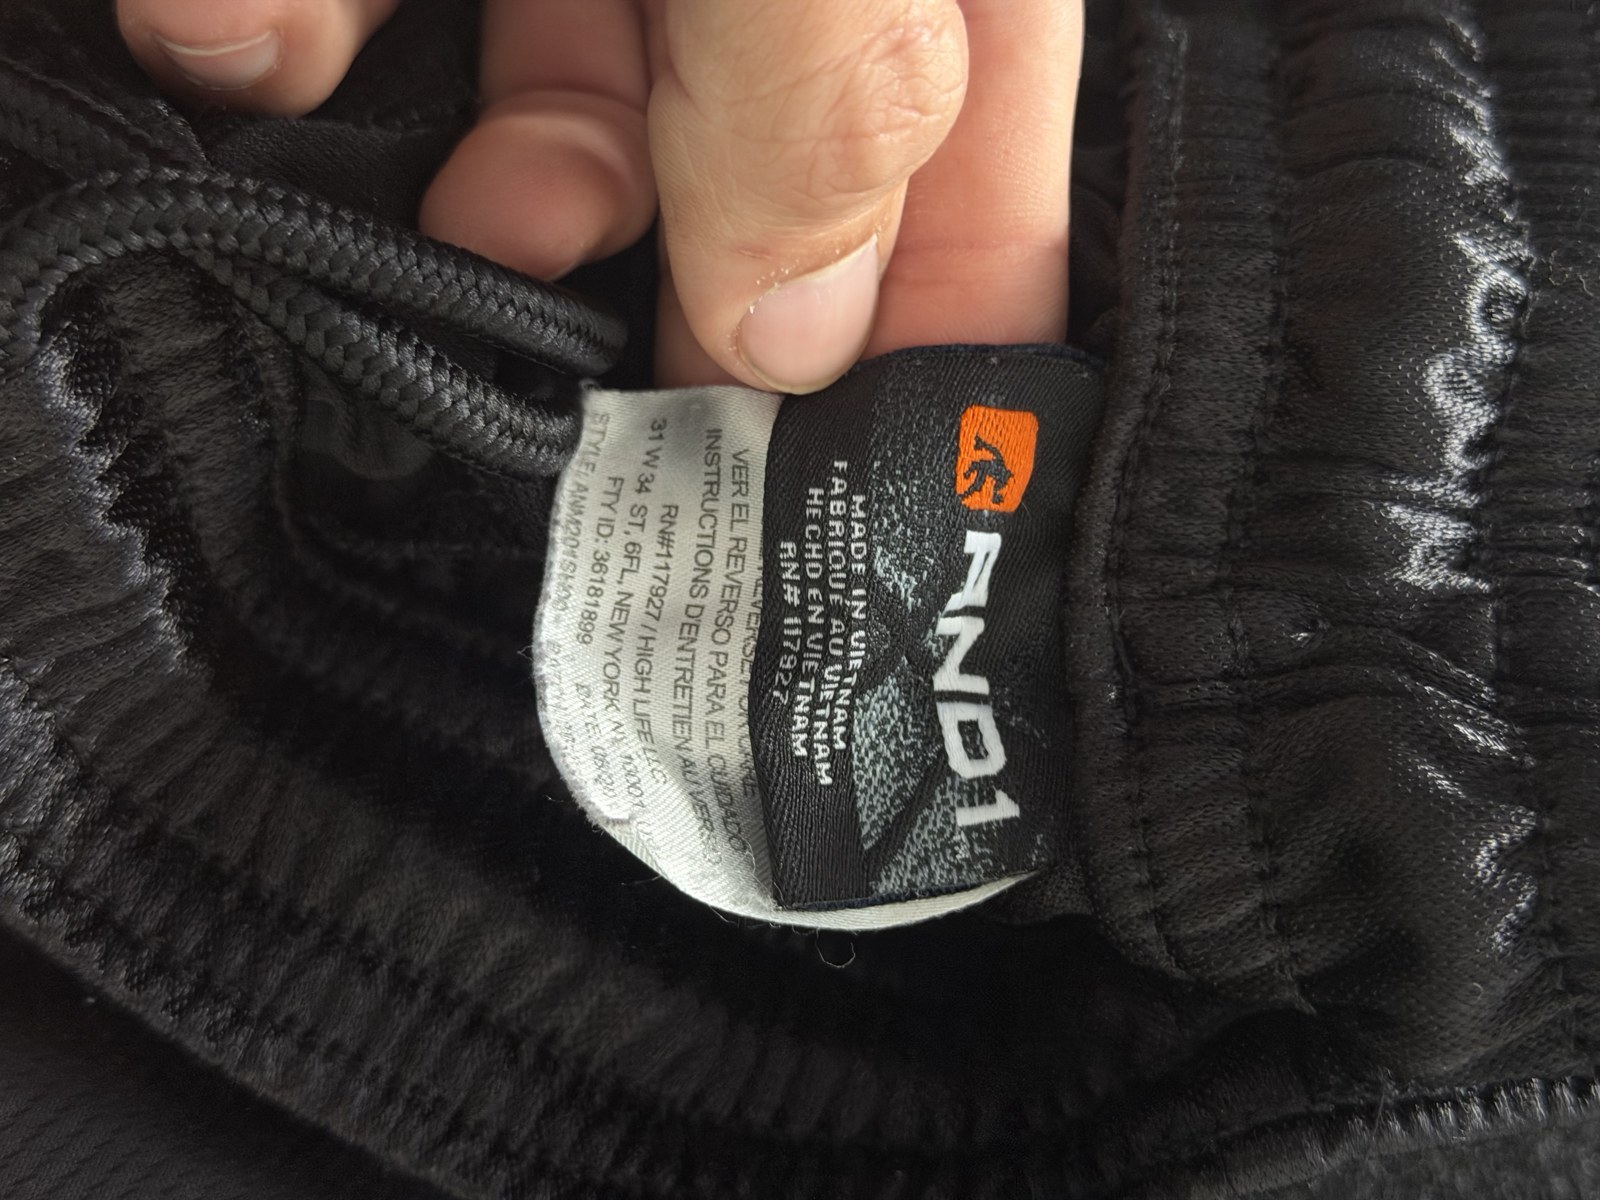 AND1
MADE IN VIETNAM
FABRIQUE AU VIETNAM
HECHO EN VIETNAM
RN# 117927
VER EL REVERSO PARA EL CUIDADO
INSTRUCTIONS D'ENTRETIEN AU VERSO
RN#117927 / HIGH LIFE LLC
31 W 34 ST, 6FL, NEW YORK NY 10001
FTY ID: 36181899